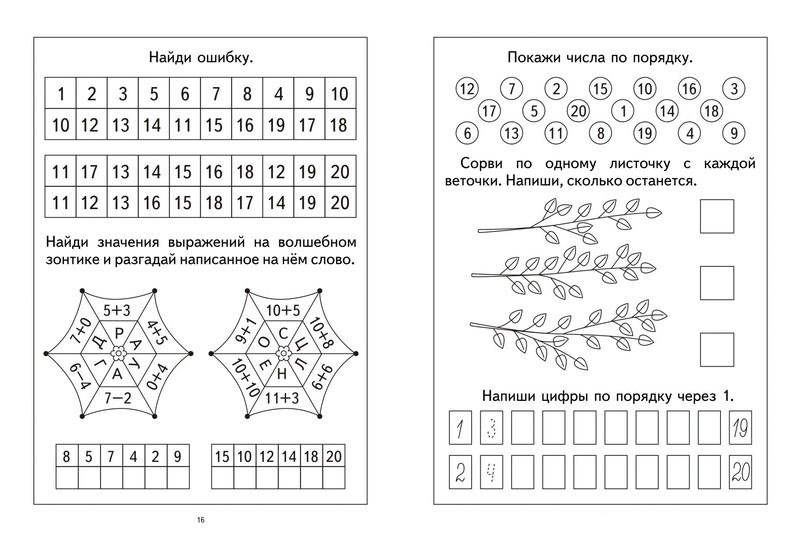 Найди ошибку.
1 2 3 5 6 7 8 4 9 10
10 12 13 14 11 15 16 19 17 18
11 17 13 14 15 16 18 12 19 20
11 12 13 16 15 18 17 14 19 20
Найди значения выражений на волшебном
зонтике и разгадай написанное на нём слово.
5+3
7+0 4+5
Р
Д А
Г У
А
6−4 0+4
7−2
10+5
9+1 10+8
С
О Ц
Е Л
Н
10+10 6+6
11+3
8 5 7 4 2 9
15 10 12 14 18 20
16
Покажи числа по порядку.
12 7 2 15 10 16 3
17 5 20 1 14 18
6 13 11 8 19 4 9
Сорви по одному листочку с каждой
веточки. Напиши, сколько останется.
Напиши цифры по порядку через 1.
1 3 19
2 4 20